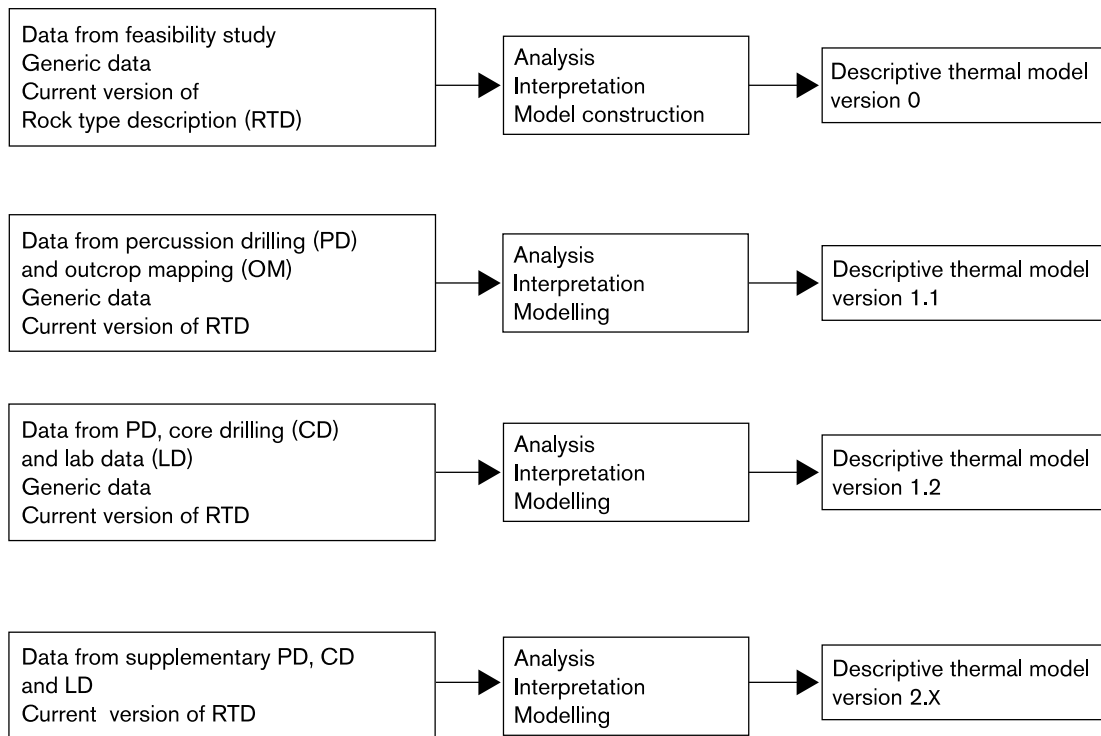 Data from feasibility study
Generic data
Current version of
Rock type description (RTD)
Analysis
Interpretation
Model construction
Descriptive thermal model
version 0
Data from percussion drilling (PD)
and outcrop mapping (OM)
Generic data
Current version of RTD
Analysis
Interpretation
Modelling
Descriptive thermal model
version 1.1
Data from PD, core drilling (CD)
and lab data (LD)
Generic data
Current version of RTD
Analysis
Interpretation
Modelling
Descriptive thermal model
version 1.2
Data from supplementary PD, CD
and LD
Current version of RTD
Analysis
Interpretation
Modelling
Descriptive thermal model
version 2.X